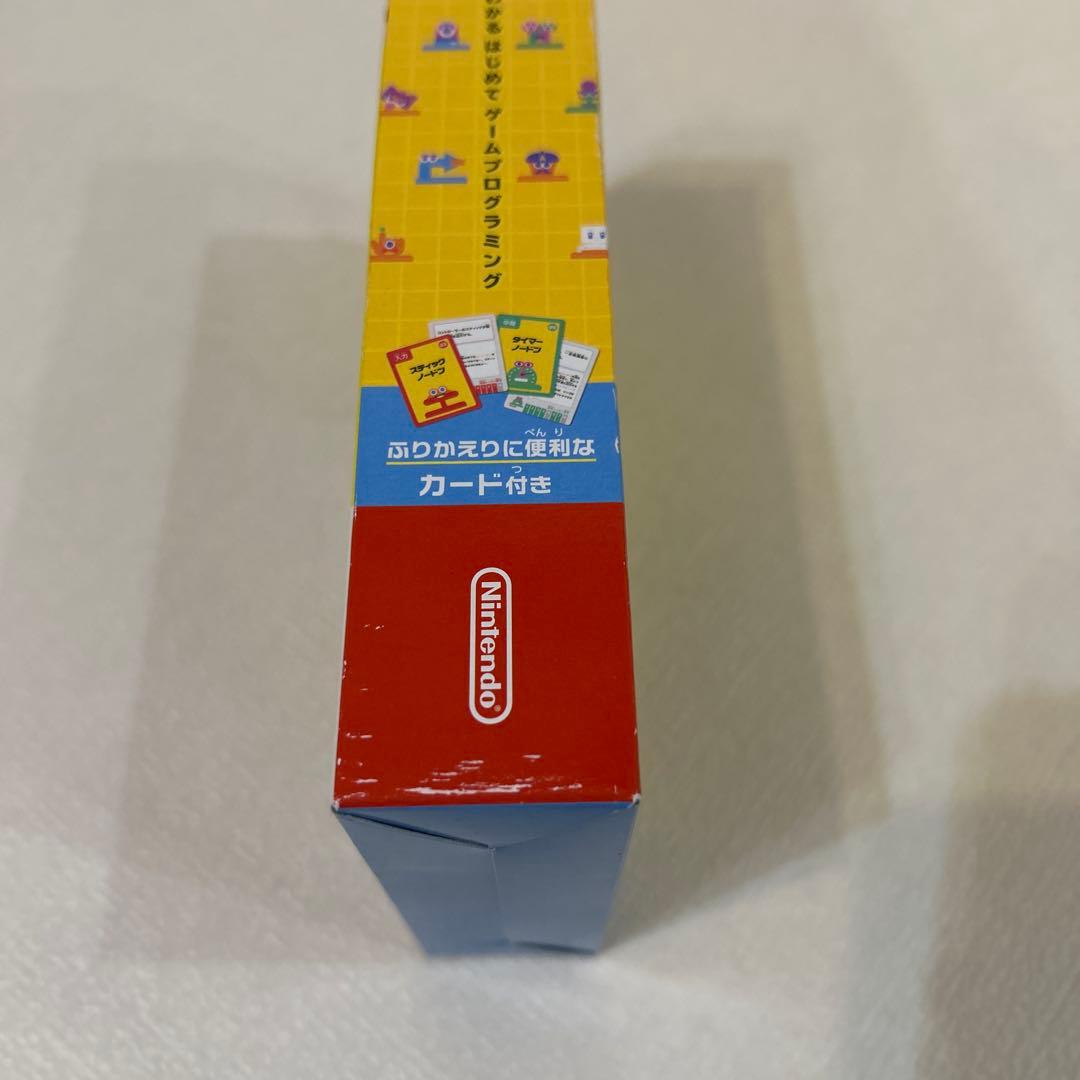 わかる はじめて ゲームプログラミング
入力
スティック
ノードン
中間
タイマー
ノードン
べんり
ふりかえりに便利な
つ
カード付き
Nintendo®